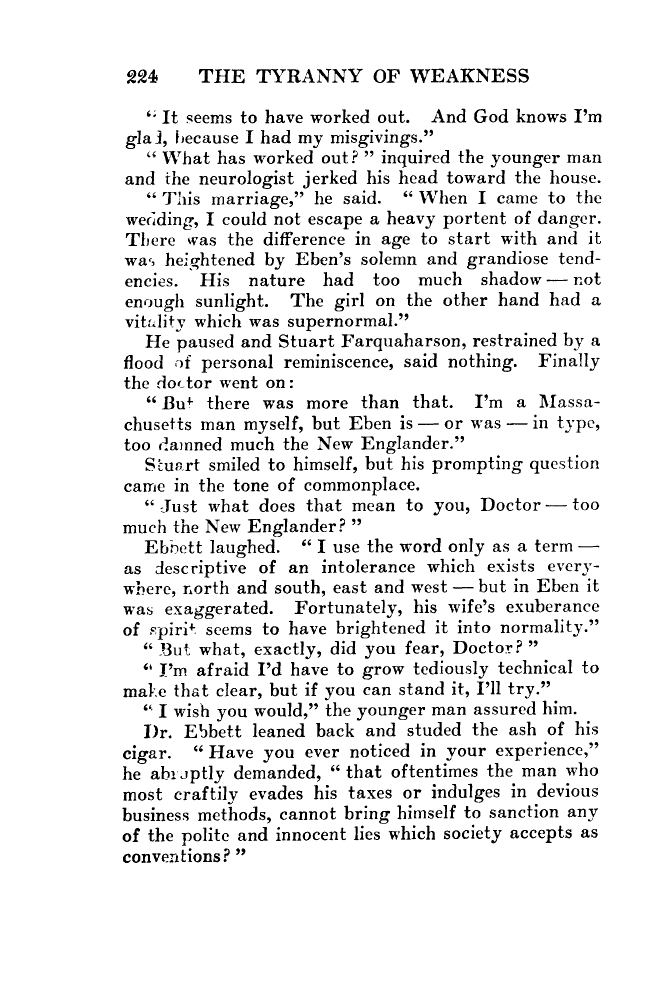 224 THE TYRANNY OF WEAKNESS
“ It seems to have worked out. And God knows I’m
glad, because I had my misgivings.”
“ What has worked out? ” inquired the younger man
and the neurologist jerked his head toward the house.
“ This marriage,” he said. “ When I came to the
wedding, I could not escape a heavy portent of danger.
There was the difference in age to start with and it
was heightened by Eben’s solemn and grandiose tend-
encies. His nature had too much shadow — not
enough sunlight. The girl on the other hand had a
vitality which was supernormal.”
He paused and Stuart Farquaharson, restrained by a
flood of personal reminiscence, said nothing. Finally
the doctor went on:
“ But there was more than that. I’m a Massa-
chusetts man myself, but Eben is — or was — in type,
too damned much the New Englander.”
Stuart smiled to himself, but his prompting question
came in the tone of commonplace.
“ Just what does that mean to you, Doctor — too
much the New Englander? ”
Ebbett laughed. “ I use the word only as a term —
as descriptive of an intolerance which exists every-
where, north and south, east and west — but in Eben it
was exaggerated. Fortunately, his wife’s exuberance
of spirit seems to have brightened it into normality.”
“ But what, exactly, did you fear, Doctor? ”
“ I’m afraid I’d have to grow tediously technical to
make that clear, but if you can stand it, I’ll try.”
“ I wish you would,” the younger man assured him.
Dr. Ebbett leaned back and studed the ash of his
cigar. “ Have you ever noticed in your experience,”
he abruptly demanded, “ that oftentimes the man who
most craftily evades his taxes or indulges in devious
business methods, cannot bring himself to sanction any
of the polite and innocent lies which society accepts as
conventions? ”